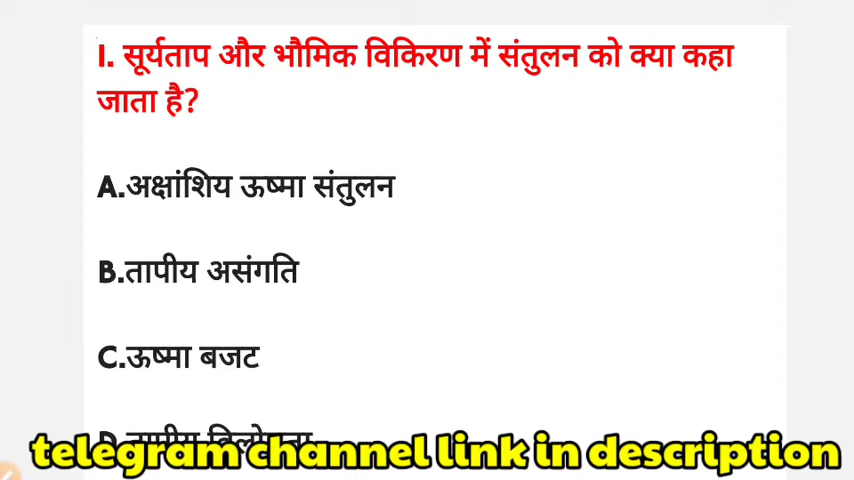 I. सूर्यताप और भौमिक विकिरण में संतुलन को क्या कहा
जाता है?
A.अक्षांशिय ऊष्मा संतुलन
B.तापीय असंगति
C.ऊष्मा बजट
telegram channel link in description